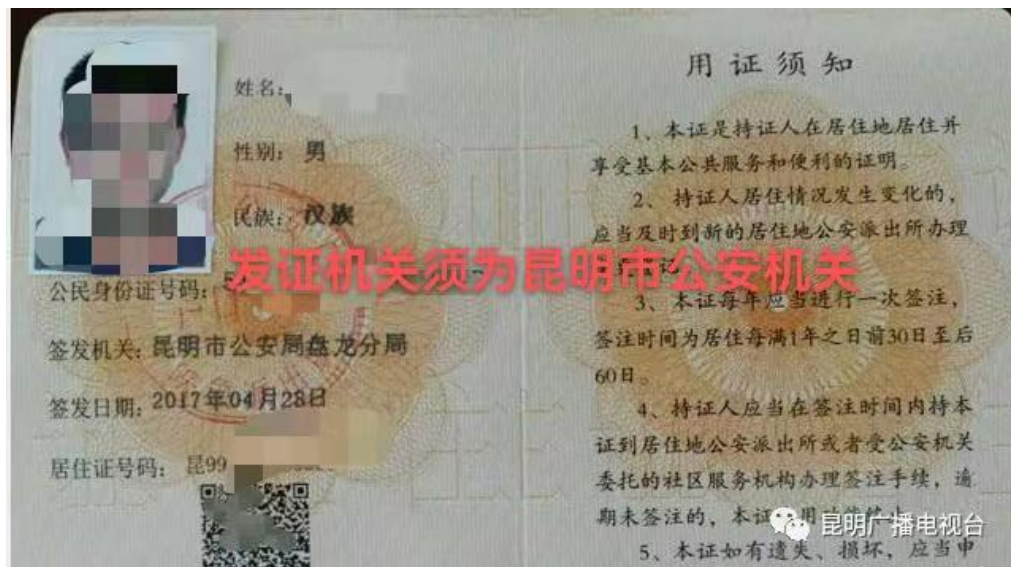 姓名:
性别: 男
民族: 汉族
公民身份证号码: 5
签发机关: 昆明市公安局盘龙分局
签发日期: 2017年04月28日
居住证号码: 昆99
发证机关须为昆明市公安机关
用证须知
1、本证是持证人在居住地居住并
享受基本公共服务和便利的证明。
2、持证人居住情况发生变化的,
应当及时到新的居住地公安派出所办理
登记。
3、本证每年应当进行一次签注,
签注时间为居住每满1年之日前30日至后
60日。
4、持证人应当在签注时间内持本
证到居住地公安派出所或者受公安机关
委托的社区服务机构办理签注手续，逾
期未签注的，本证
5、本证如有遗失、损坏，应当申
昆明广播电视台